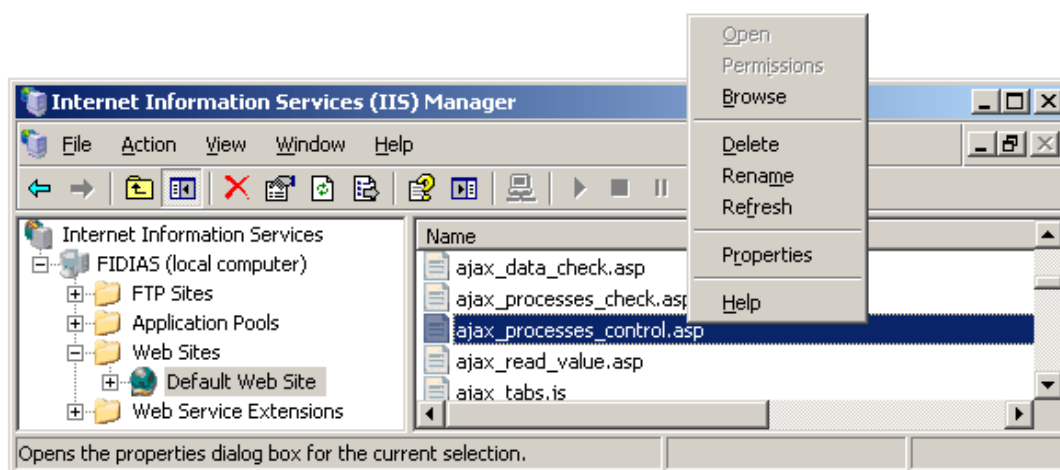 Open
Permissions
Browse
Delete
Rename
Refresh
Properties
Help
Internet Information Services (IIS) Manager
File Action View Window Help
Internet Information Services
FIDIAS (local computer)
FTP Sites
Application Pools
Web Sites
Default Web Site
Web Service Extensions
Name
ajax_data_check.asp
ajax_processes_check.asp
ajax_processes_control.asp
ajax_read_value.asp
ajax_tabs.js
Opens the properties dialog box for the current selection.